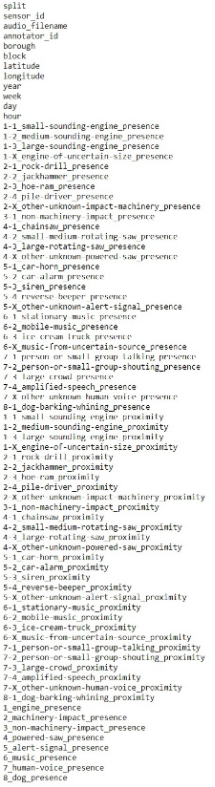 split
sensor_id
audio_filename
annotator_id
borough
block
latitude
longitude
year
week
day
hour
1-1_small-sounding-engine_presence
1-2_medium-sounding-engine_presence
1-3_large-sounding-engine_presence
1-X_engine-of-uncertain-size_presence
2-1_rock-drill_presence
2-2_jackhammer_presence
2-3_hoe-ram_presence
2-4_pile-driver_presence
2-X_other-unknown-impact-machinery_presence
3-1_non-machinery-impact_presence
4-1_chainsaw_presence
4-2_small-medium-rotating-saw_presence
4-3_large-rotating-saw_presence
4-X_other-unknown-powered-saw_presence
5-1_car-horn_presence
5-2_car-alarm_presence
5-3_siren_presence
5-4_reverse-beeper_presence
5-X_other-unknown-alert-signal_presence
6-1_stationary-music_presence
6-2_mobile-music_presence
6-3_ice-cream-truck_presence
6-X_music-from-uncertain-source_presence
7-1_person-or-small-group-talking_presence
7-2_person-or-small-group-shouting_presence
7-3_large-crowd_presence
7-4_amplified-speech_presence
7-X_other-unknown-human-voice_presence
8-1_dog-barking-whining_presence
1-1_small-sounding-engine_proximity
1-2_medium-sounding-engine_proximity
1-3_large-sounding-engine_proximity
1-X_engine-of-uncertain-size_proximity
2-1_rock-drill_proximity
2-2_jackhammer_proximity
2-3_hoe-ram_proximity
2-4_pile-driver_proximity
2-X_other-unknown-impact-machinery_proximity
3-1_non-machinery-impact_proximity
4-1_chainsaw_proximity
4-2_small-medium-rotating-saw_proximity
4-3_large-rotating-saw_proximity
4-X_other-unknown-powered-saw_proximity
5-1_car-horn_proximity
5-2_car-alarm_proximity
5-3_siren_proximity
5-4_reverse-beeper_proximity
5-X_other-unknown-alert-signal_proximity
6-1_stationary-music_proximity
6-2_mobile-music_proximity
6-3_ice-cream-truck_proximity
6-X_music-from-uncertain-source_proximity
7-1_person-or-small-group-talking_proximity
7-2_person-or-small-group-shouting_proximity
7-3_large-crowd_proximity
7-4_amplified-speech_proximity
7-X_other-unknown-human-voice_proximity
8-1_dog-barking-whining_proximity
1_engine_presence
2_machinery-impact_presence
3_non-machinery-impact_presence
4_powered-saw_presence
5_alert-signal_presence
6_music_presence
7_human-voice_presence
8_dog_presence